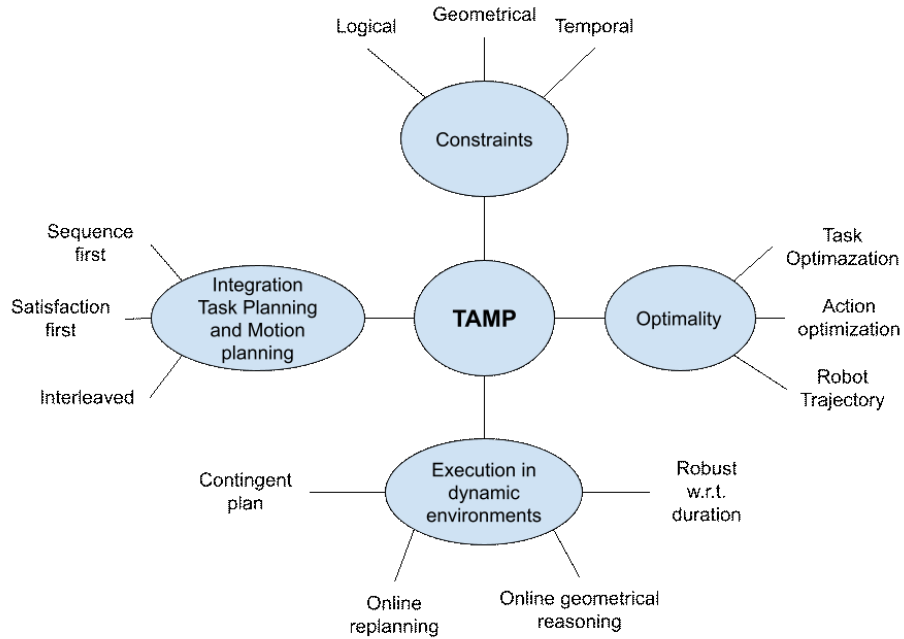 Geometrical
Logical
Temporal
Constraints
Sequence
first
Satisfaction
first
Interleaved
Integration
Task Planning
and Motion
planning
TAMP
Optimality
Task
Optimazation
Action
optimization
Robot
Trajectory
Execution in
dynamic
environments
Contingent
plan
Robust
w.r.t.
duration
Online
replanning
Online geometrical
reasoning